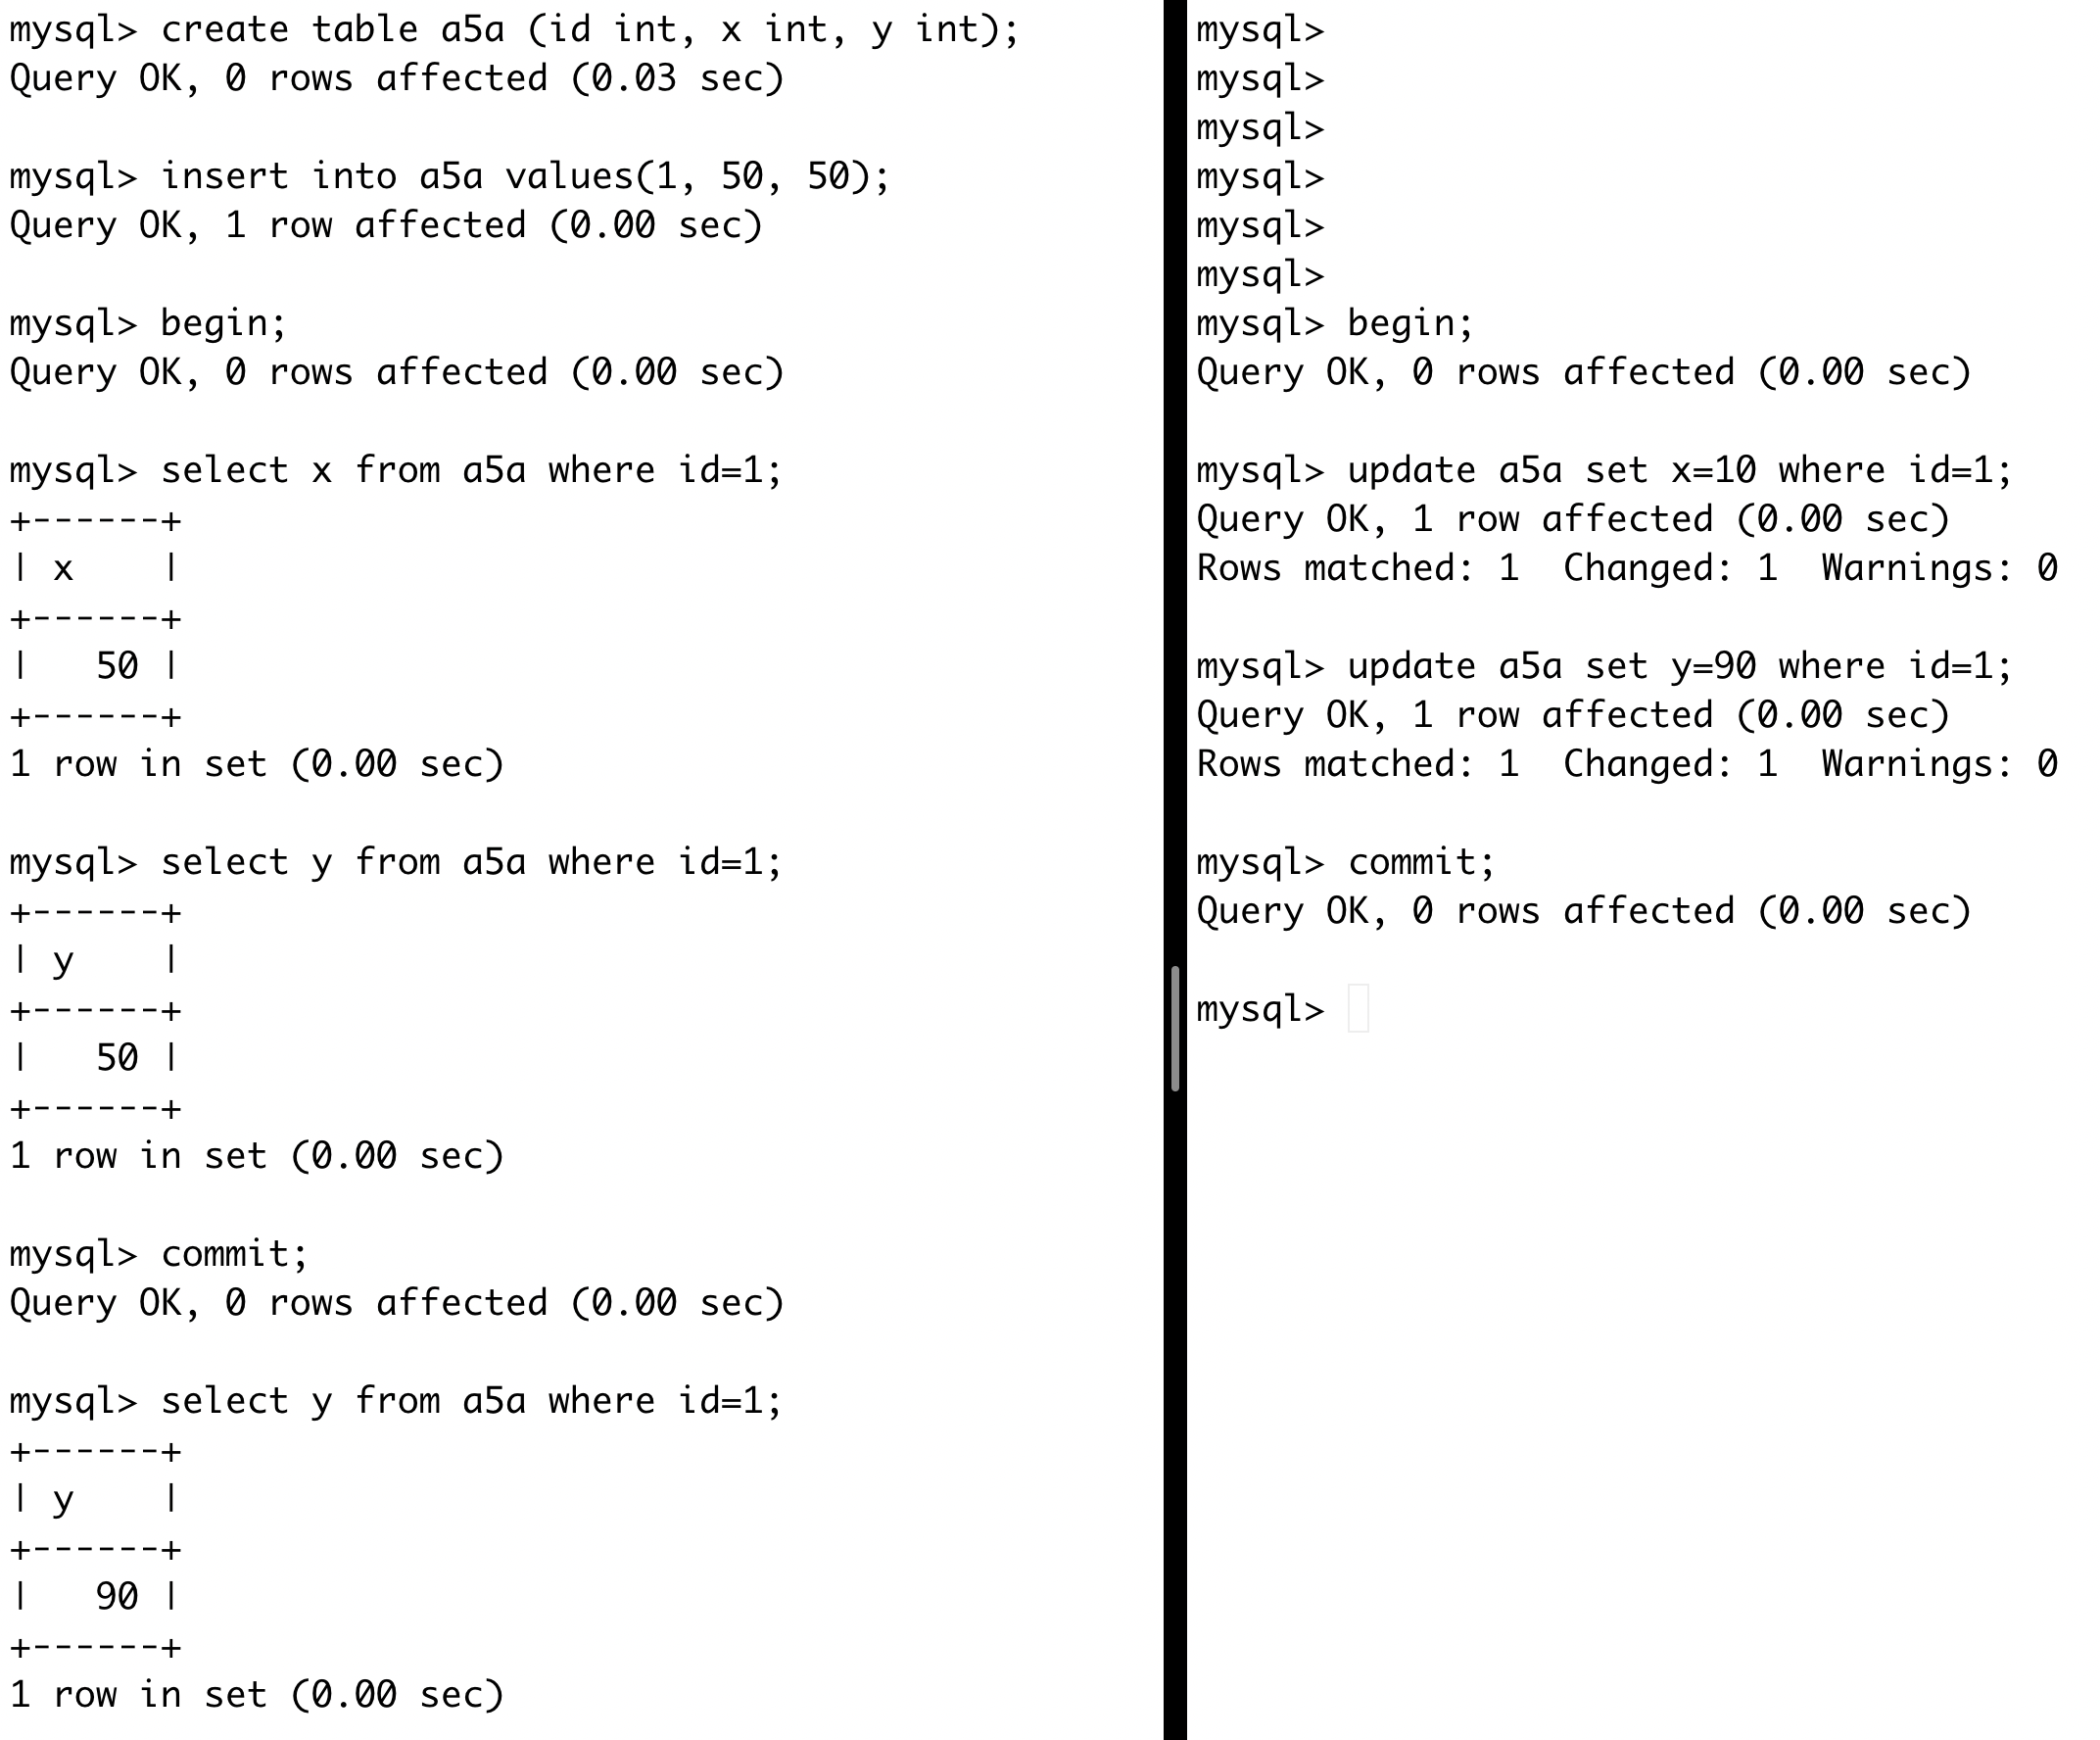 mysql> create table a5a (id int, x int, y int);
Query OK, 0 rows affected (0.03 sec)
mysql> insert into a5a values(1, 50, 50);
Query OK, 1 row affected (0.00 sec)
mysql> begin;
Query OK, 0 rows affected (0.00 sec)
mysql> select x from a5a where id=1;
+------+
| x    |
+------+
|   50 |
+------+
1 row in set (0.00 sec)
mysql> select y from a5a where id=1;
+------+
| y    |
+------+
|   50 |
+------+
1 row in set (0.00 sec)
mysql> commit;
Query OK, 0 rows affected (0.00 sec)
mysql> select y from a5a where id=1;
+------+
| y    |
+------+
|   90 |
+------+
1 row in set (0.00 sec)
mysql>
mysql>
mysql>
mysql>
mysql>
mysql>
mysql> begin;
Query OK, 0 rows affected (0.00 sec)
mysql> update a5a set x=10 where id=1;
Query OK, 1 row affected (0.00 sec)
Rows matched: 1  Changed: 1  Warnings: 0
mysql> update a5a set y=90 where id=1;
Query OK, 1 row affected (0.00 sec)
Rows matched: 1  Changed: 1  Warnings: 0
mysql> commit;
Query OK, 0 rows affected (0.00 sec)
mysql>